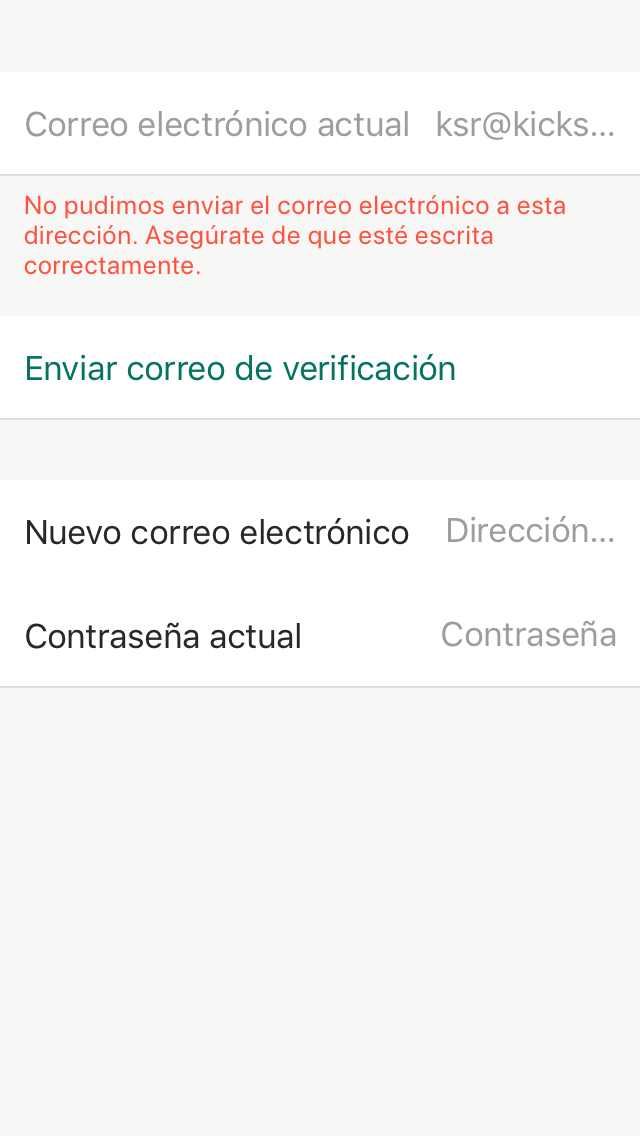 Correo electrónico actual ksr@kicks...
No pudimos enviar el correo electrónico a esta
dirección. Asegúrate de que esté escrita
correctamente.
Enviar correo de verificación
Nuevo correo electrónico Dirección...
Contraseña actual Contraseña